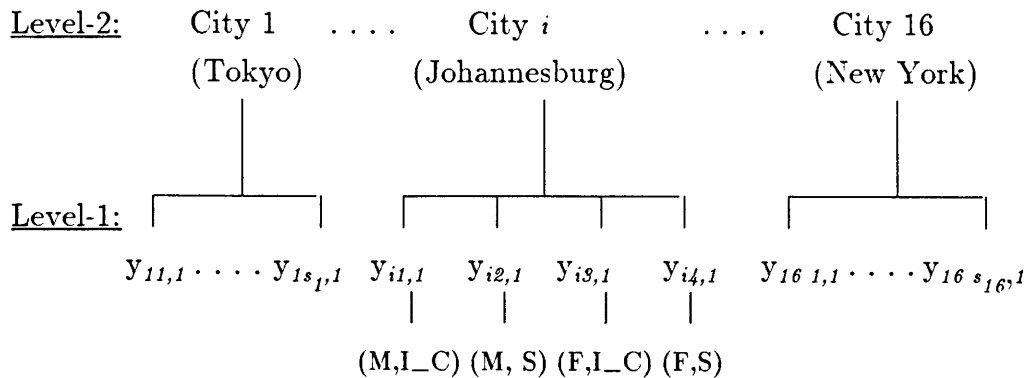 Level-2: City 1 .... City i .... City 16
(Tokyo) (Johannesburg) (New York)
Level-1:
y11,1 .... y1s1,1 yi1,1 yi2,1 yi3,1 yi4,1 y16 1,1 .... y16 s16,1
(M,I_C) (M, S) (F,I_C) (F,S)